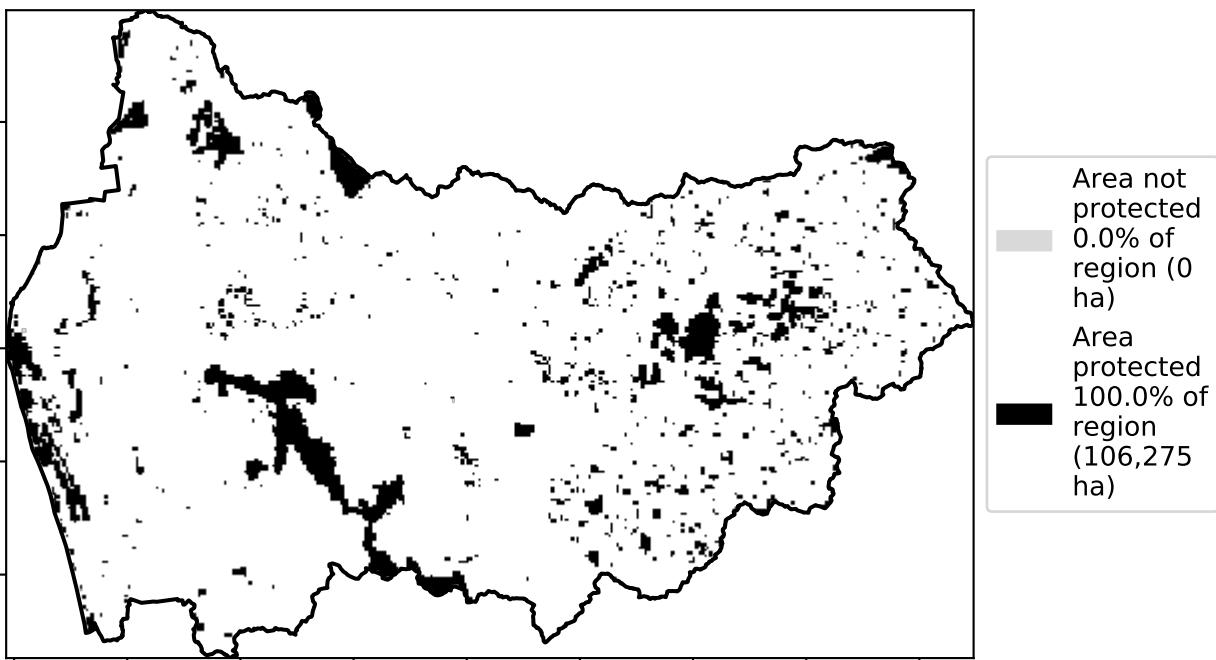 Area not
protected
0.0% of
region (0
ha)
Area
protected
100.0% of
region
(106,275
ha)